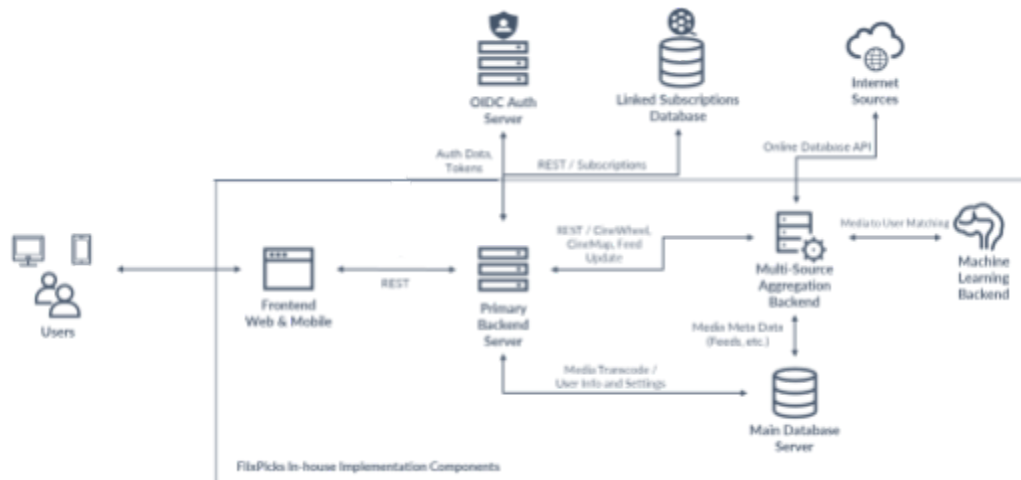 OIDC Auth
Server
Linked Subscriptions
Database
Internet
Sources
Auth Data,
Tokens
REST / Subscriptions
Online Database API
Users
Frontend
Web & Mobile
REST
Primary
Backend
Server
REST / CineWheel,
CineMap, Feed
Update
Multi-Source
Aggregation
Backend
Media to User Matching
Machine
Learning
Backend
Media Meta Data
(Feeds, etc.)
Media Transcode /
User Info and Settings
Main Database
Server
FlixPicks In-house Implementation Components